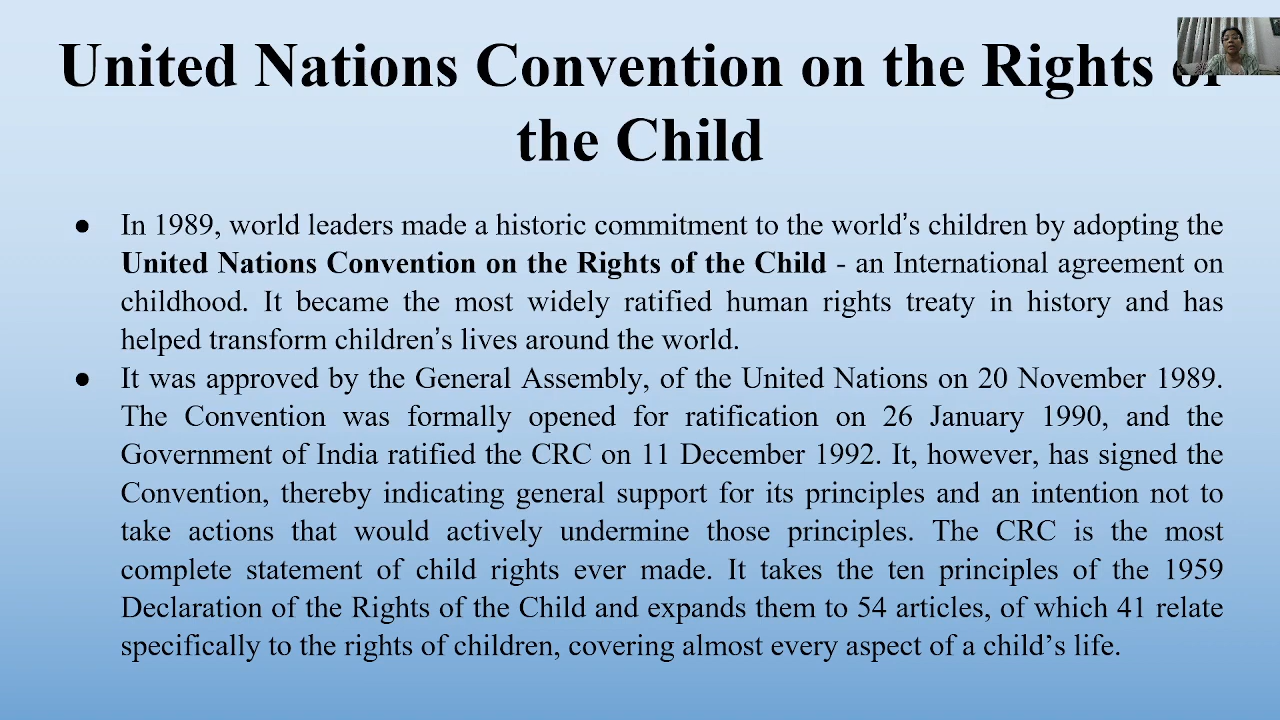 United Nations Convention on the Rights of
the Child
● In 1989, world leaders made a historic commitment to the world’s children by adopting the
United Nations Convention on the Rights of the Child - an International agreement on
childhood. It became the most widely ratified human rights treaty in history and has
helped transform children’s lives around the world.
● It was approved by the General Assembly, of the United Nations on 20 November 1989.
The Convention was formally opened for ratification on 26 January 1990, and the
Government of India ratified the CRC on 11 December 1992. It, however, has signed the
Convention, thereby indicating general support for its principles and an intention not to
take actions that would actively undermine those principles. The CRC is the most
complete statement of child rights ever made. It takes the ten principles of the 1959
Declaration of the Rights of the Child and expands them to 54 articles, of which 41 relate
specifically to the rights of children, covering almost every aspect of a child’s life.